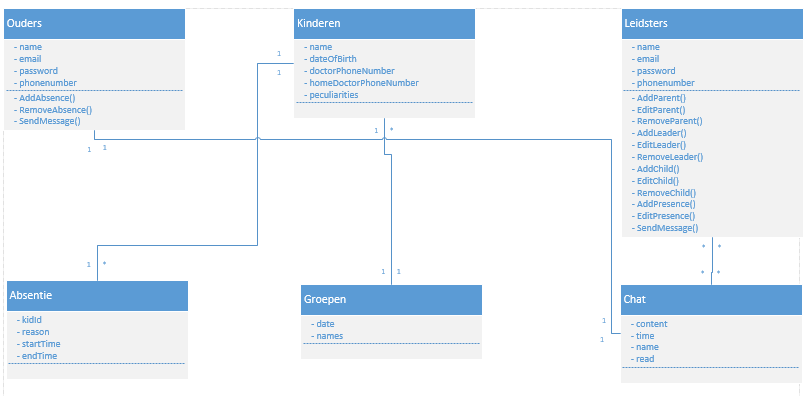 Ouders
- name
- email
- password
- phonenumber
- AddAbsence()
- RemoveAbsence()
- SendMessage()
1 1
Kinderen
- name
- dateOfBirth
- doctorPhoneNumber
- homeDoctorPhoneNumber
- peculiarities
1
1
1 *
Leidsters
- name
- email
- password
- phonenumber
- AddParent()
- EditParent()
- RemoveParent()
- AddLeader()
- EditLeader()
- RemoveLeader()
- AddChild()
- EditChild()
- RemoveChild()
- AddPresence()
- EditPresence()
- SendMessage()
* *
1 *
Absentie
- kidId
- reason
- startTime
- endTime
1 1
Groepen
- date
- names
* *
1
1
Chat
- content
- time
- name
- read